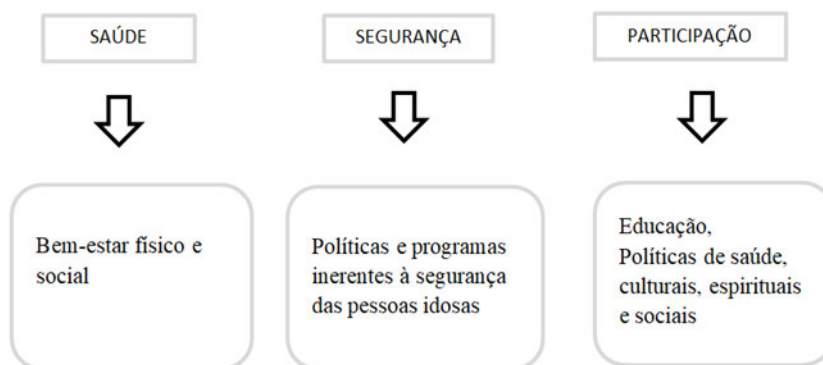 SAÚDE
SEGURANÇA
PARTICIPAÇÃO
Bem-estar físico e
social
Políticas e programas
inerentes à segurança
das pessoas idosas
Educação,
Políticas de saúde,
culturais, espirituais
e sociais